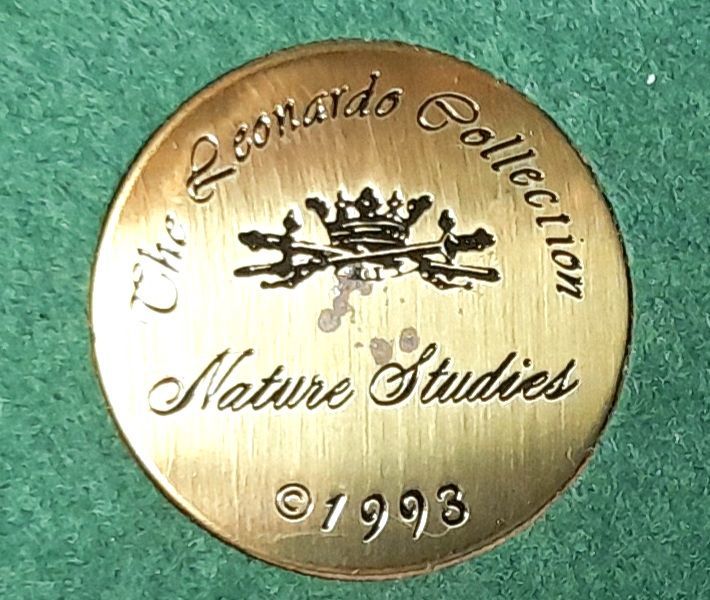 The Leonardo Collection
Nature Studies
©1993